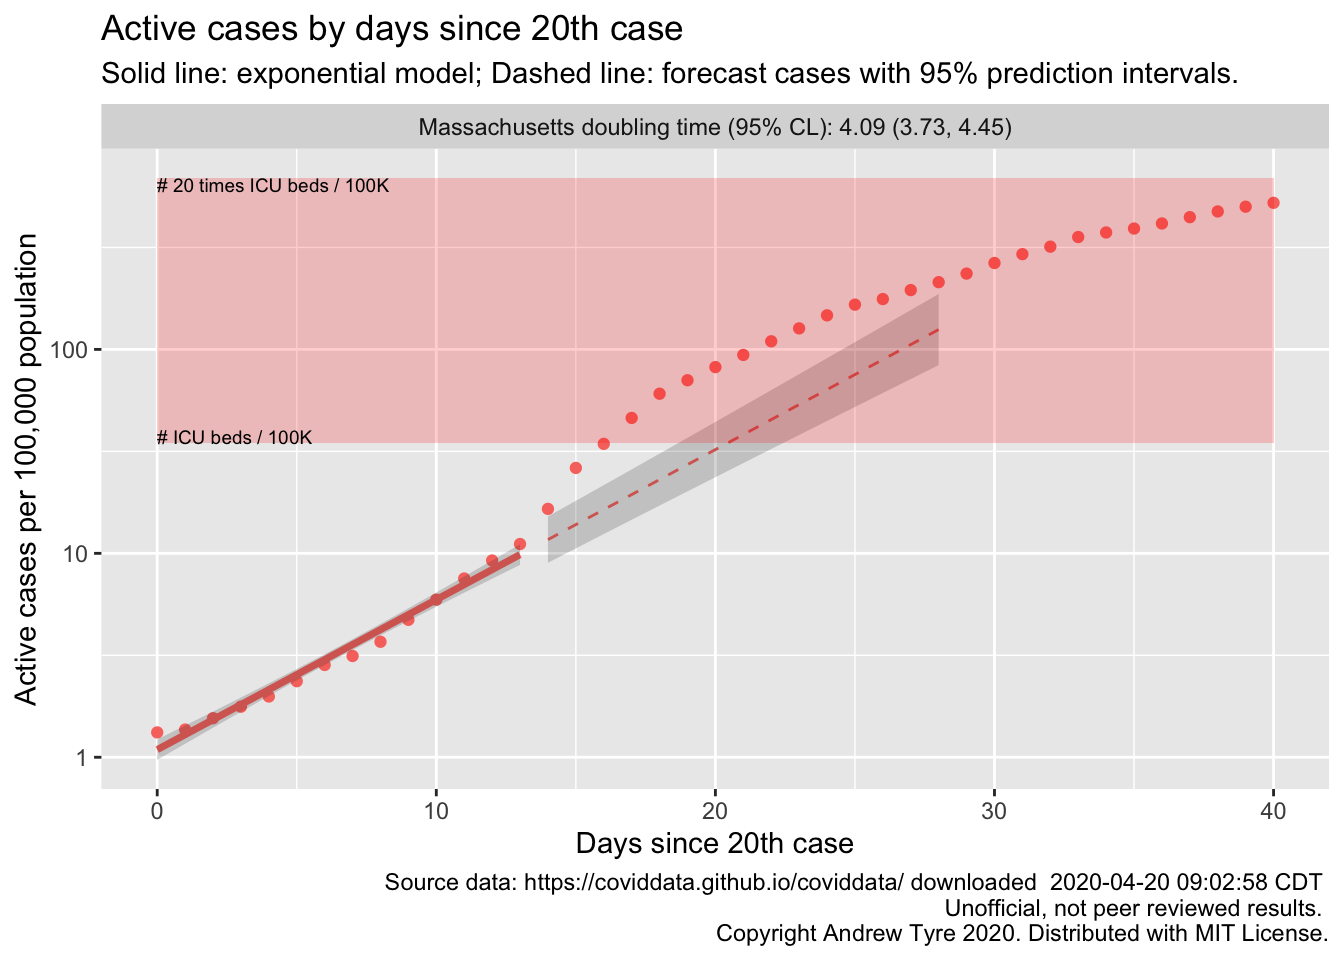 Active cases by days since 20th case
Solid line: exponential model; Dashed line: forecast cases with 95% prediction intervals.
Massachusetts doubling time (95% CL): 4.09 (3.73, 4.45)
# 20 times ICU beds / 100K
# ICU beds / 100K
Active cases per 100,000 population
100
10
1
0
10
20
30
40
Days since 20th case
Source data: https://coviddata.github.io/coviddata/ downloaded  2020-04-20 09:02:58 CDT
Unofficial, not peer reviewed results.
Copyright Andrew Tyre 2020. Distributed with MIT License.